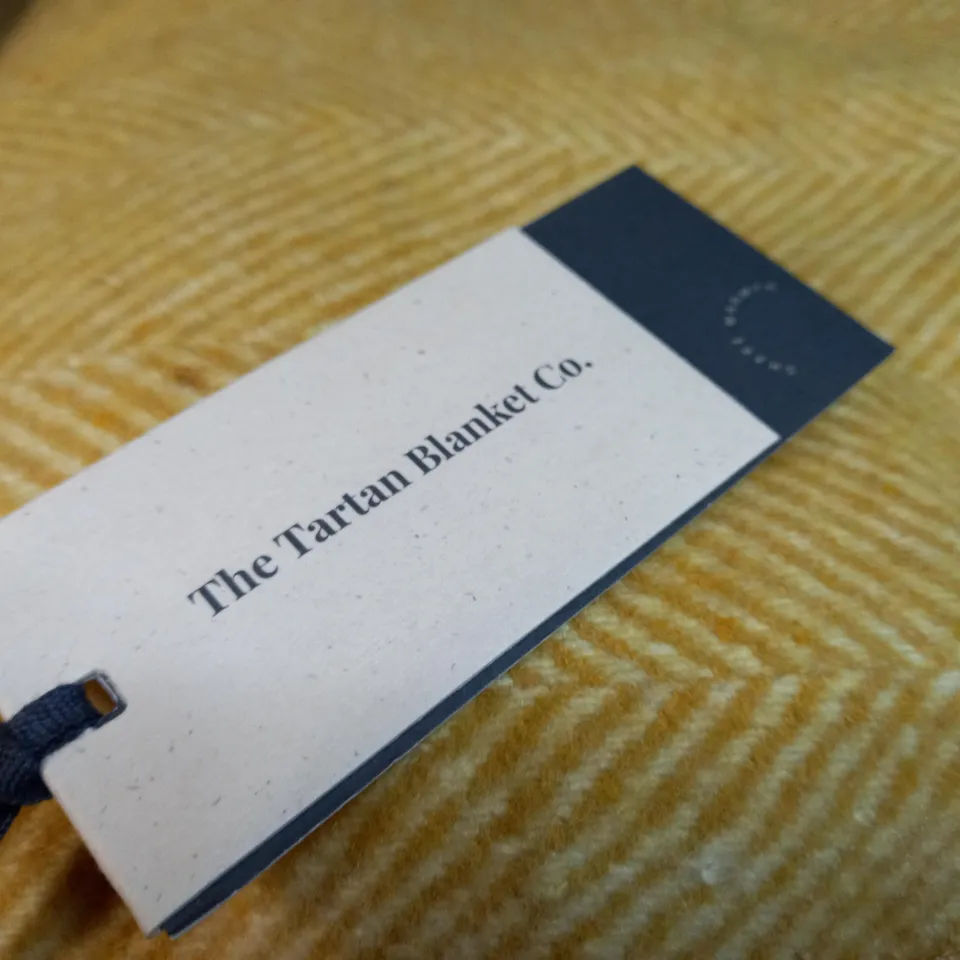 The Tartan Blanket Co.